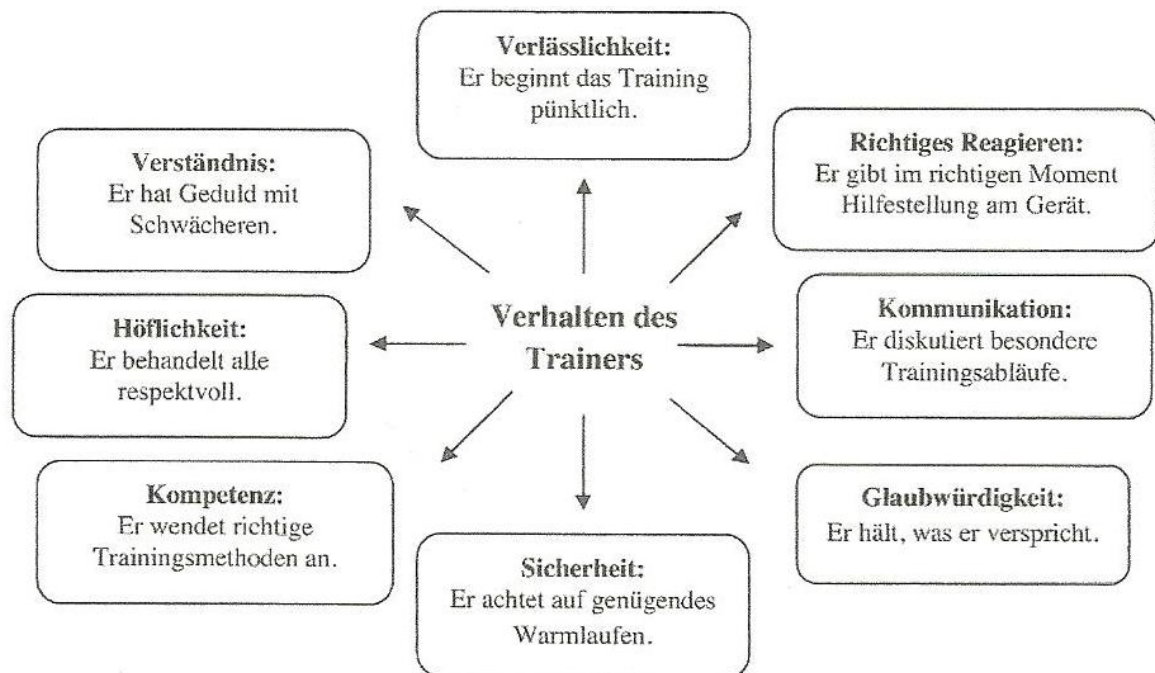 Verlässlichkeit:
Er beginnt das Training
pünktlich.
Verständnis:
Er hat Geduld mit
Schwächeren.
Richtiges Reagieren:
Er gibt im richtigen Moment
Hilfestellung am Gerät.
Höflichkeit:
Er behandelt alle
respektvoll.
Verhalten des
Trainers
Kommunikation:
Er diskutiert besondere
Trainingsabläufe.
Kompetenz:
Er wendet richtige
Trainingsmethoden an.
Sicherheit:
Er achtet auf genügendes
Warmlaufen.
Glaubwürdigkeit:
Er hält, was er verspricht.